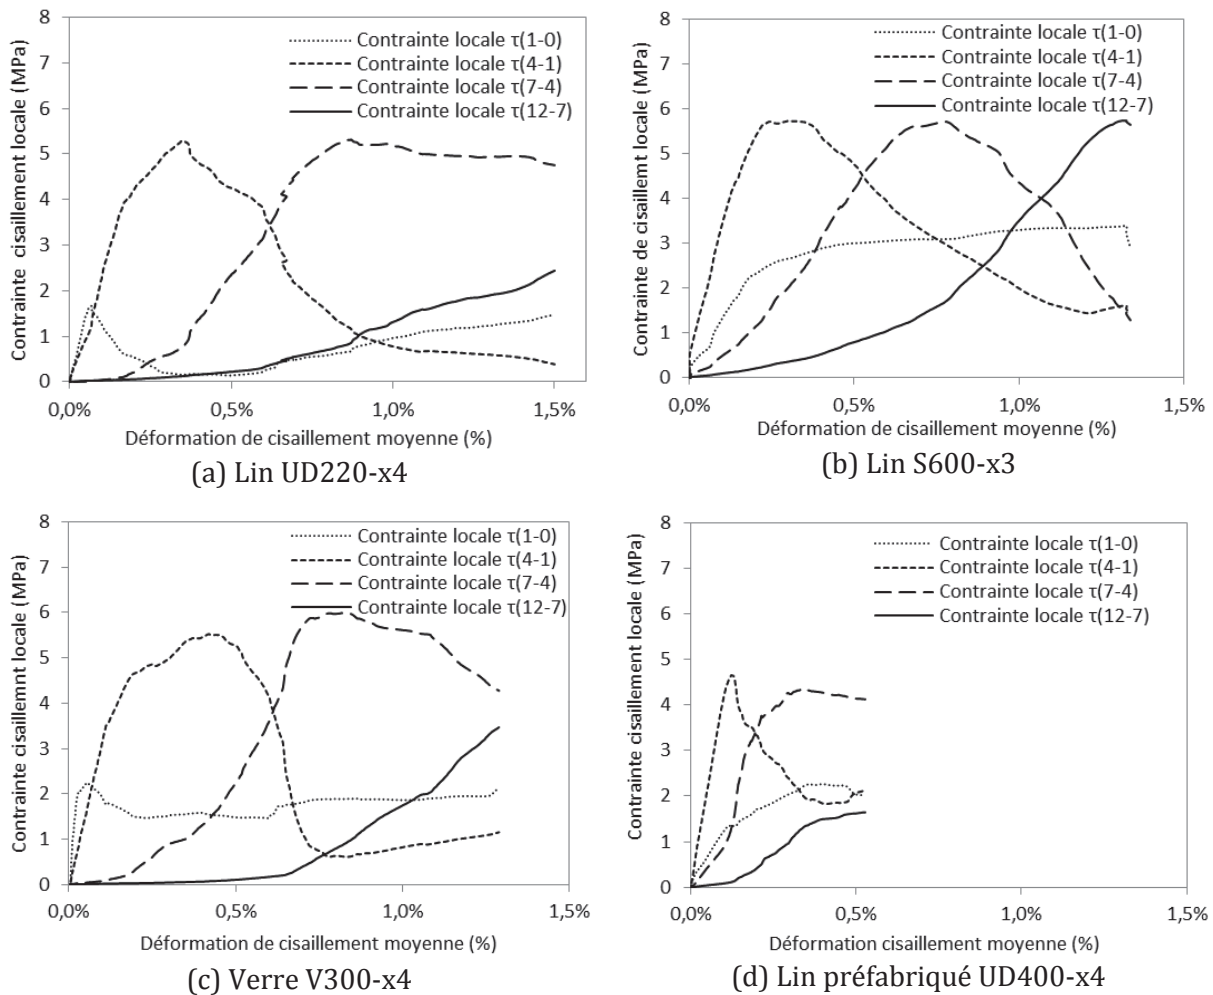 Contrainte cisaillement locale (MPa)
8
7
6
5
4
3
2
1
0
Contrainte locale τ(1-0)
Contrainte locale τ(4-1)
Contrainte locale τ(7-4)
Contrainte locale τ(12-7)
0,0%
0,5%
1,0%
1,5%
Déformation de cisaillement moyenne (%)
(a) Lin UD220-x4
Contrainte de cisaillemt locale (MPa)
8
7
6
5
4
3
2
1
0
Contrainte locale τ(1-0)
Contrainte locale τ(4-1)
Contrainte locale τ(7-4)
Contrainte locale τ(12-7)
0,0%
0,5%
1,0%
1,5%
Déformation de cisaillement moyenne (%)
(b) Lin S600-x3
Contrainte cisaillemnt locale (MPa)
8
7
6
5
4
3
2
1
0
Contrainte locale τ(1-0)
Contrainte locale τ(4-1)
Contrainte locale τ(7-4)
Contrainte locale τ(12-7)
0,0%
0,5%
1,0%
1,5%
Déformation de cisaillement moyenne (%)
(c) Verre V300-x4
Contrainte cisaillement locale (MPa)
8
7
6
5
4
3
2
1
0
Contrainte locale τ(1-0)
Contrainte locale τ(4-1)
Contrainte locale τ(7-4)
Contrainte locale τ(12-7)
0,0%
0,5%
1,0%
1,5%
Déformation cisaillement moyenne (%)
(d) Lin préfabriqué UD400-x4